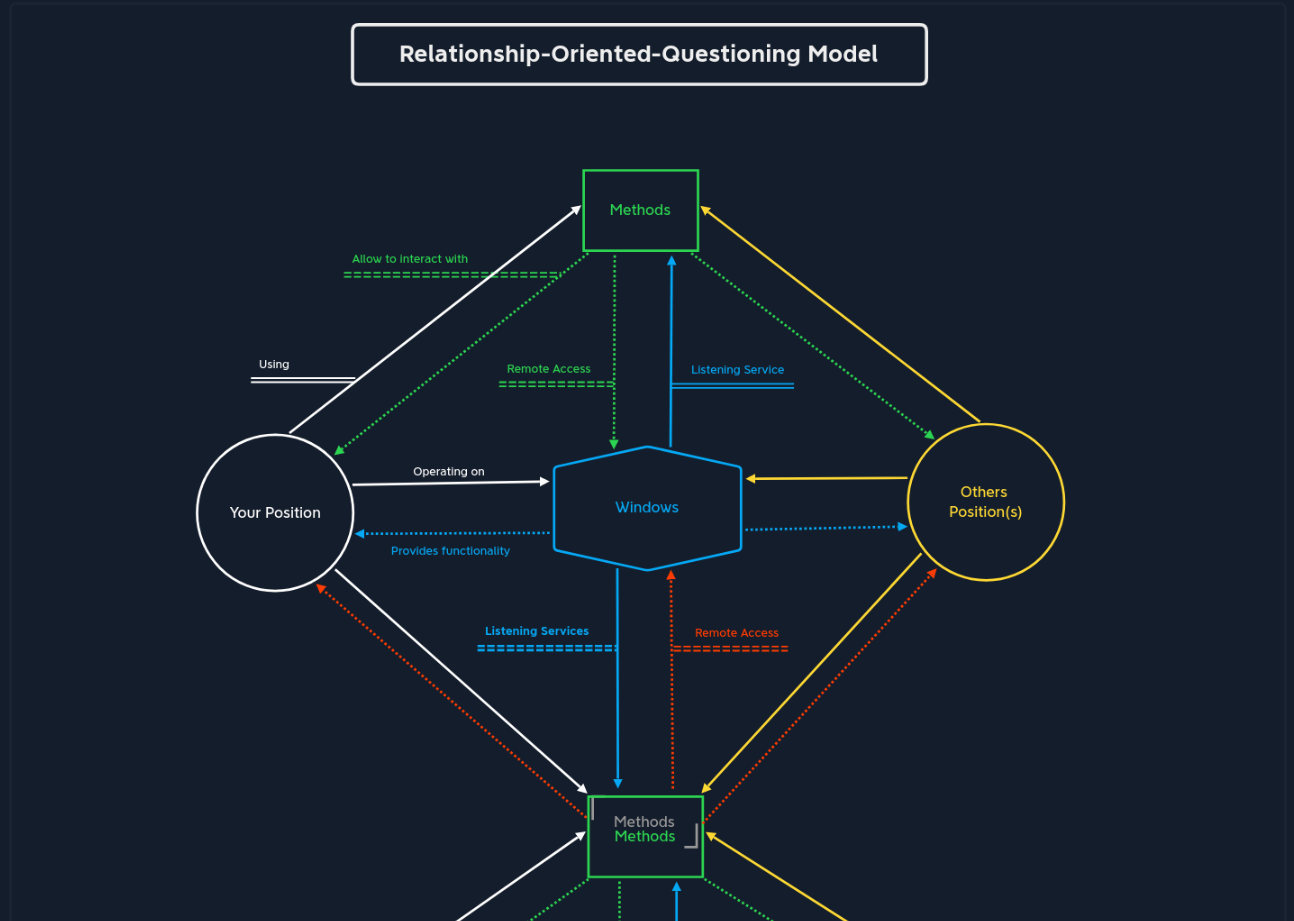 Relationship-Oriented-Questioning Model
Methods
Allow to interact with
Using
Remote Access
Listening Service
Your Position
Operating on
Provides functionality
Windows
Others
Position(s)
Listening Services
Remote Access
Methods
Methods